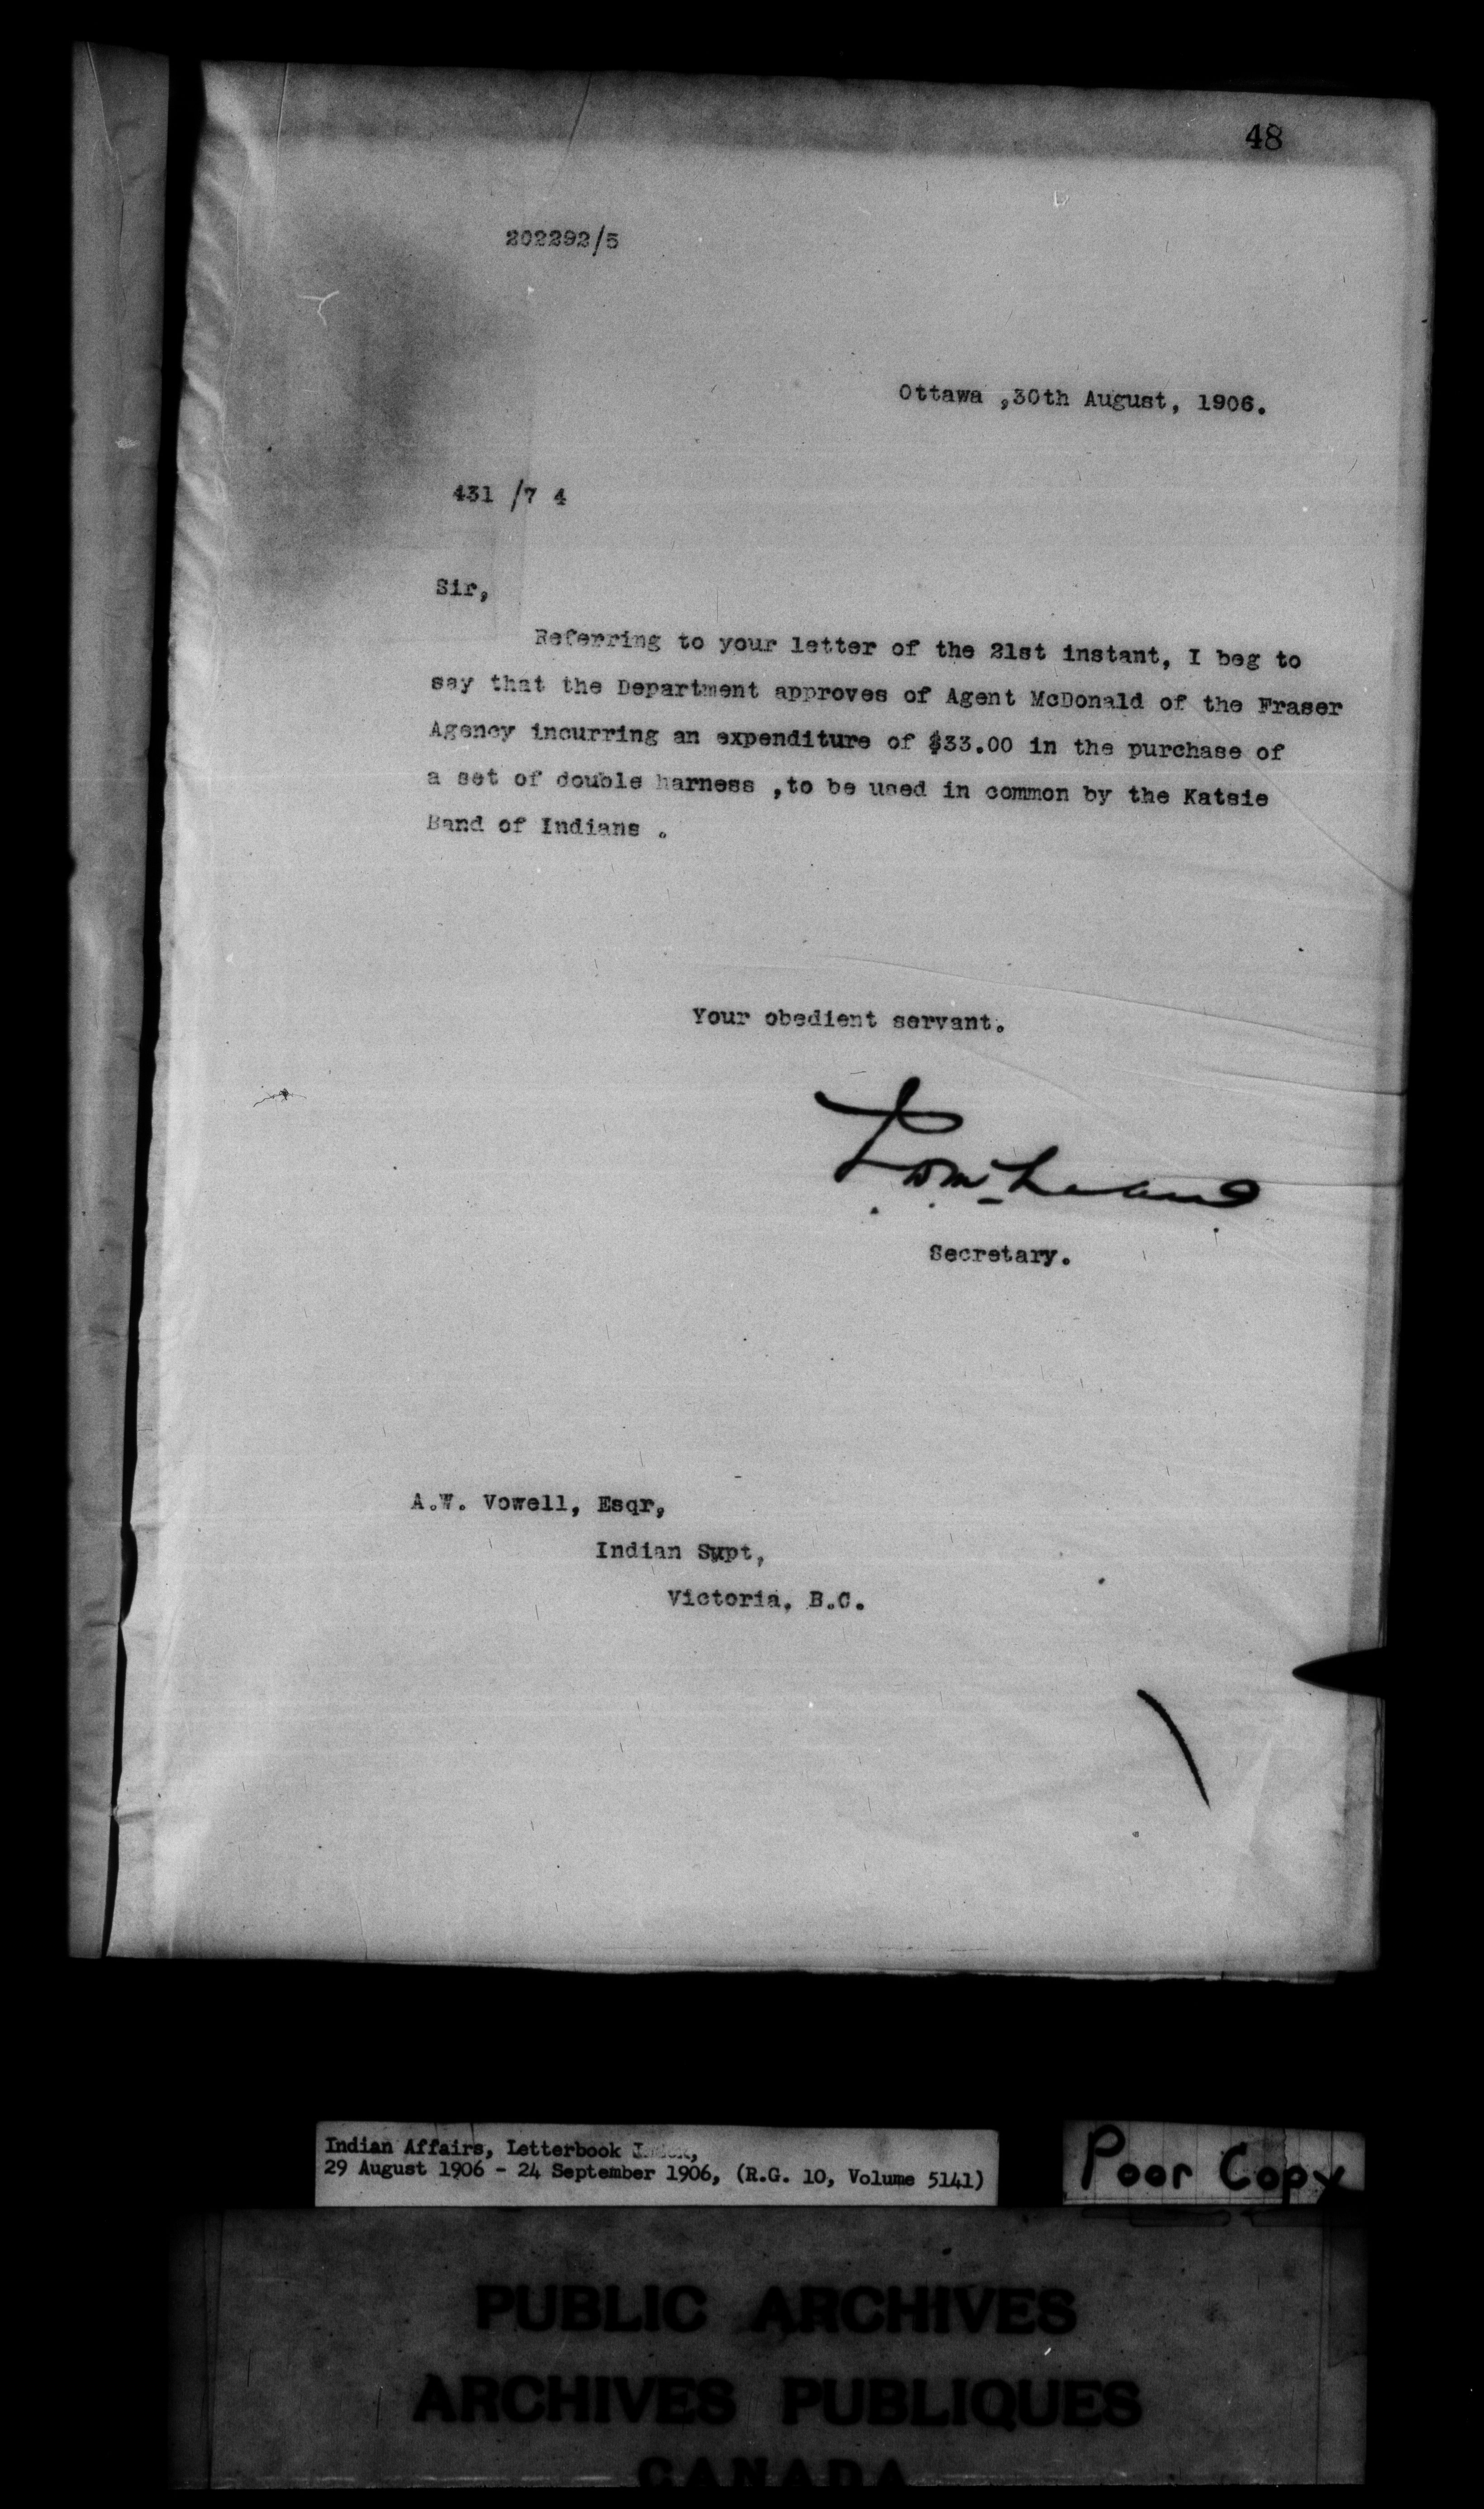 48
202292/5
Ottawa ,30th August, 1906.
431 /7 4
Sir,
Referring to your letter of the 21st instant, I beg to
say that the Department approves of Agent McDonald of the Fraser
Agency incurring an expenditure of $33.00 in the purchase of
a set of double harness ,to be used in common by the Katsie
Band of Indians .
Your obedient servant.
Secretary.
A.W. Vowell, Esqr,
Indian Supt,
Victoria, B.C.
Indian Affairs, Letterbook
29 August 1906 - 24 September 1906, (R.G. 10, Volume 5141)
Poor Copy
PUBLIC ARCHIVES
ARCHIVES PUBLIQUES
CANADA